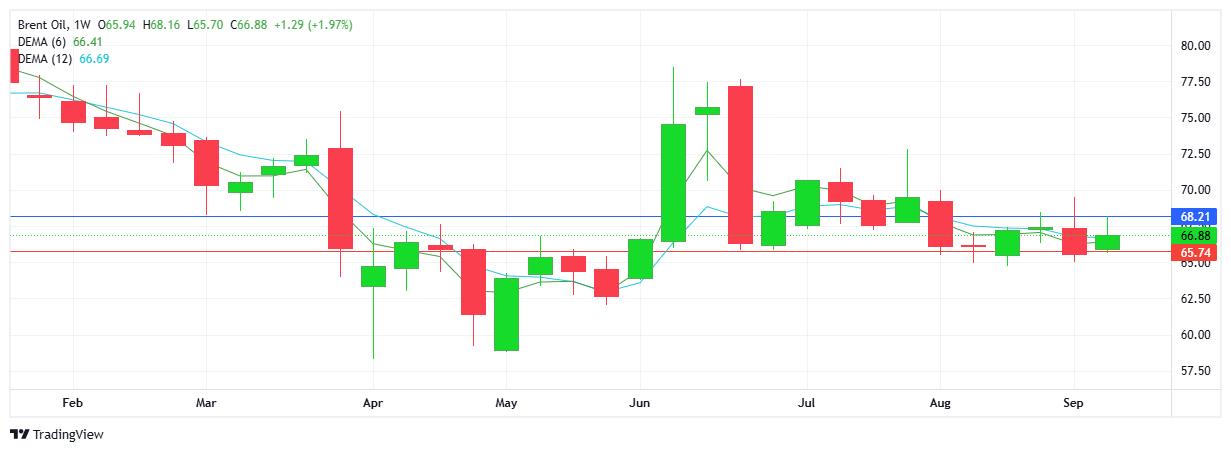 Brent Oil, 1W O65.94 H68.16 L65.70 C66.88 +1.29 (+1.97%)
DEMA (6) 66.41
DEMA (12) 66.69
80.00
77.50
75.00
72.50
70.00
68.21
66.88
65.74
65.00
62.50
60.00
57.50
Feb Mar Apr May Jun Jul Aug Sep
TradingView